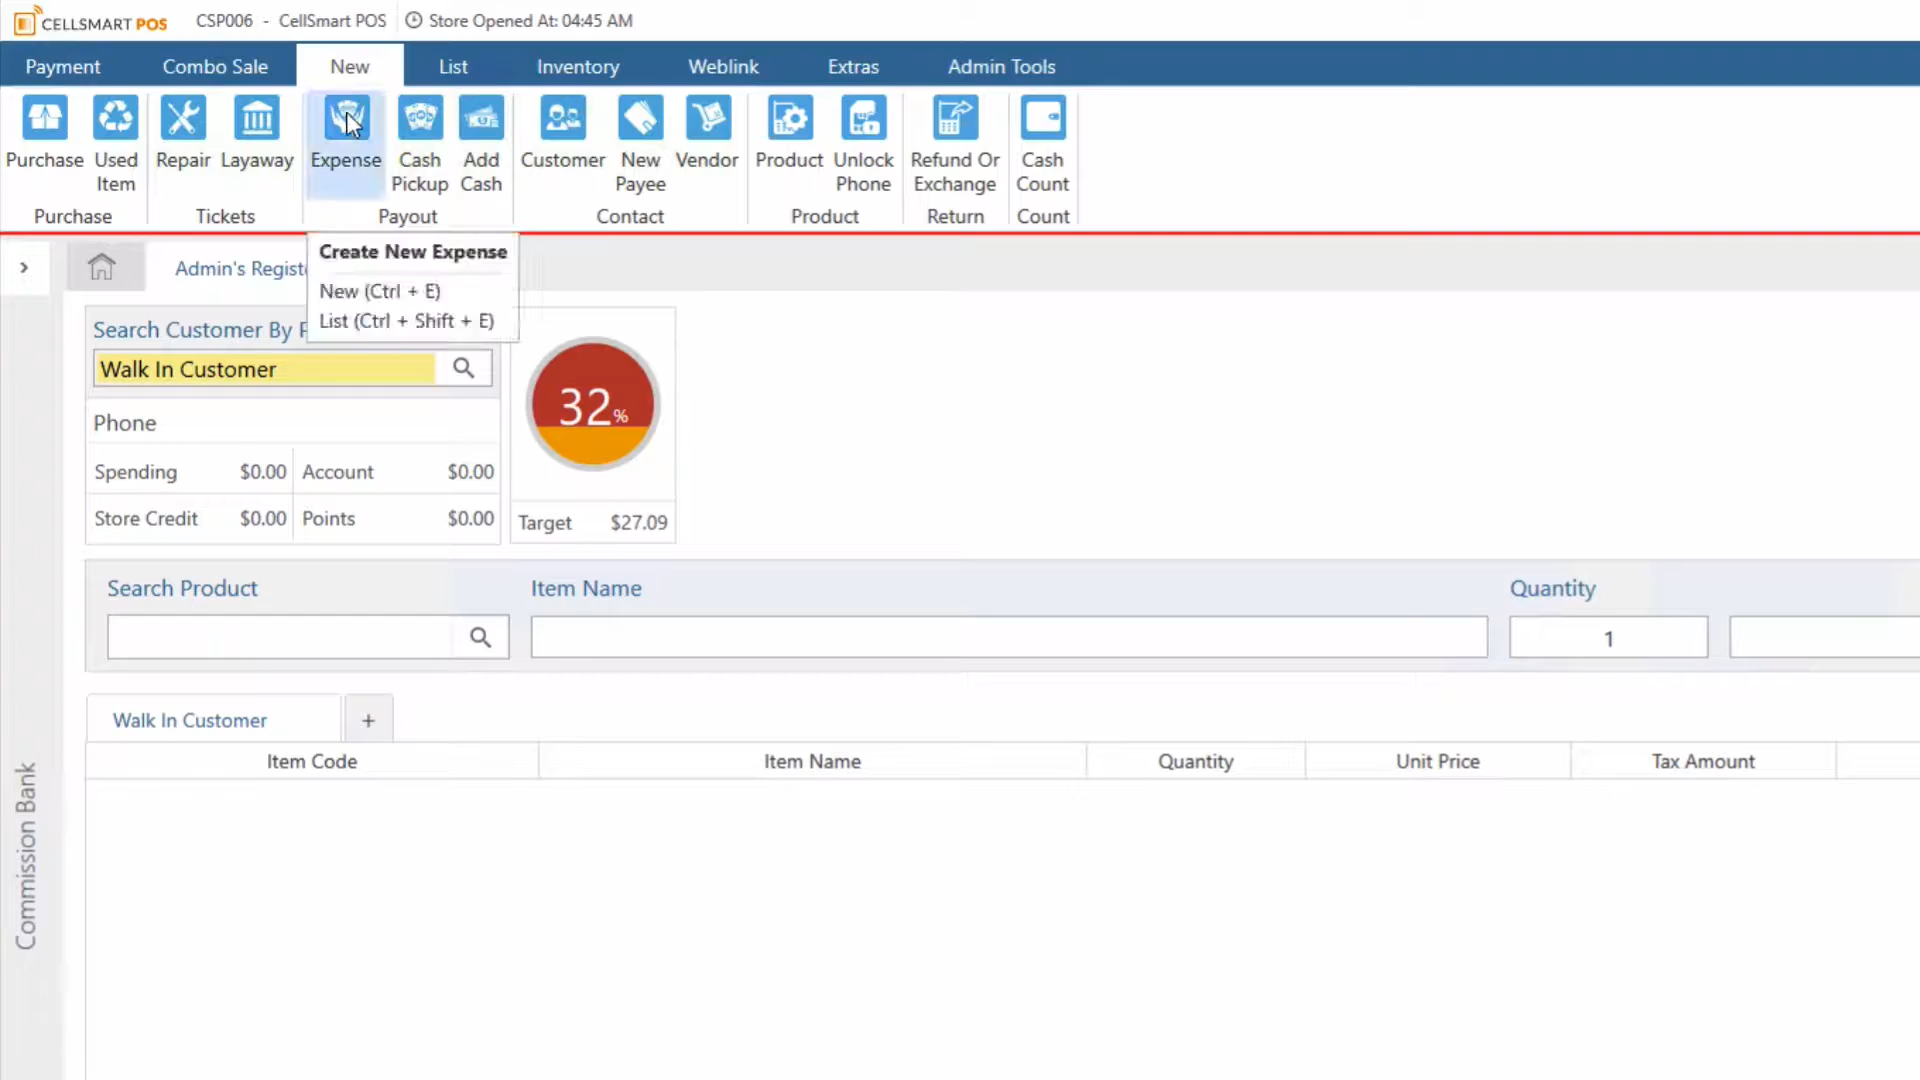 CELLSMART POS CSP006 - CellSmart POS Store Opened At: 04:45 AM
Payment Combo Sale New List Inventory Weblink Extras Admin Tools
Purchase Used Item Repair Layaway Expense Cash Pickup Add Cash Customer New Payee Vendor Product Unlock Phone Refund Or Exchange Cash Count
Purchase Tickets Payout Contact Product Return Count
Create New Expense
New (Ctrl + E)
List (Ctrl + Shift + E)
Admin's
Search Customer By
Walk In Customer
Phone
Spending $0.00 Account $0.00
Store Credit $0.00 Points $0.00
32%
Target $27.09
Search Product Item Name Quantity
1
Walk In Customer +
Item Code Item Name Quantity Unit Price Tax Amount
Commission Bank